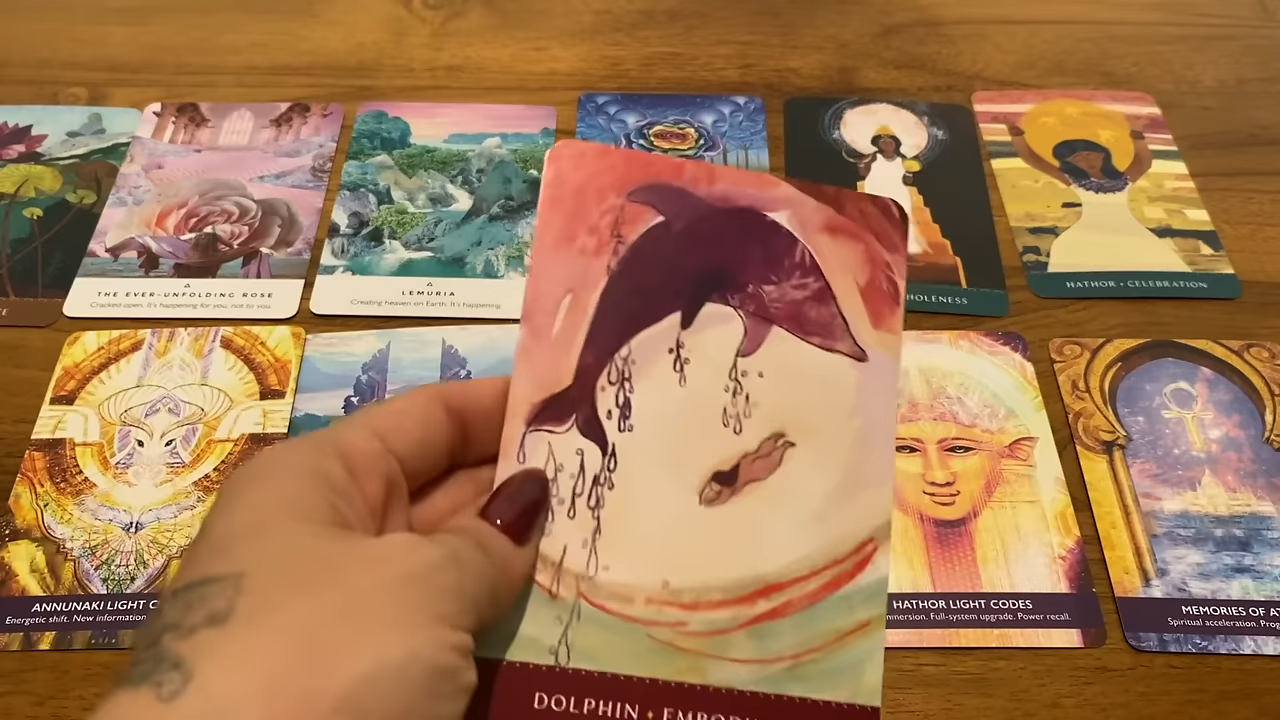 THE EVER-UNFOLDING ROSE
Cracked open. It's happening for you, not to you.
LEMURIA
Creating heaven on Earth. It's happening.
HATHOR • CELEBRATION
ANNUNAKI LIGHT
Energetic shift. New information
HATHOR LIGHT CODES
Full-system upgrade. Power recall.
MEMORIES OF
Spiritual acceleration.
DOLPHIN •